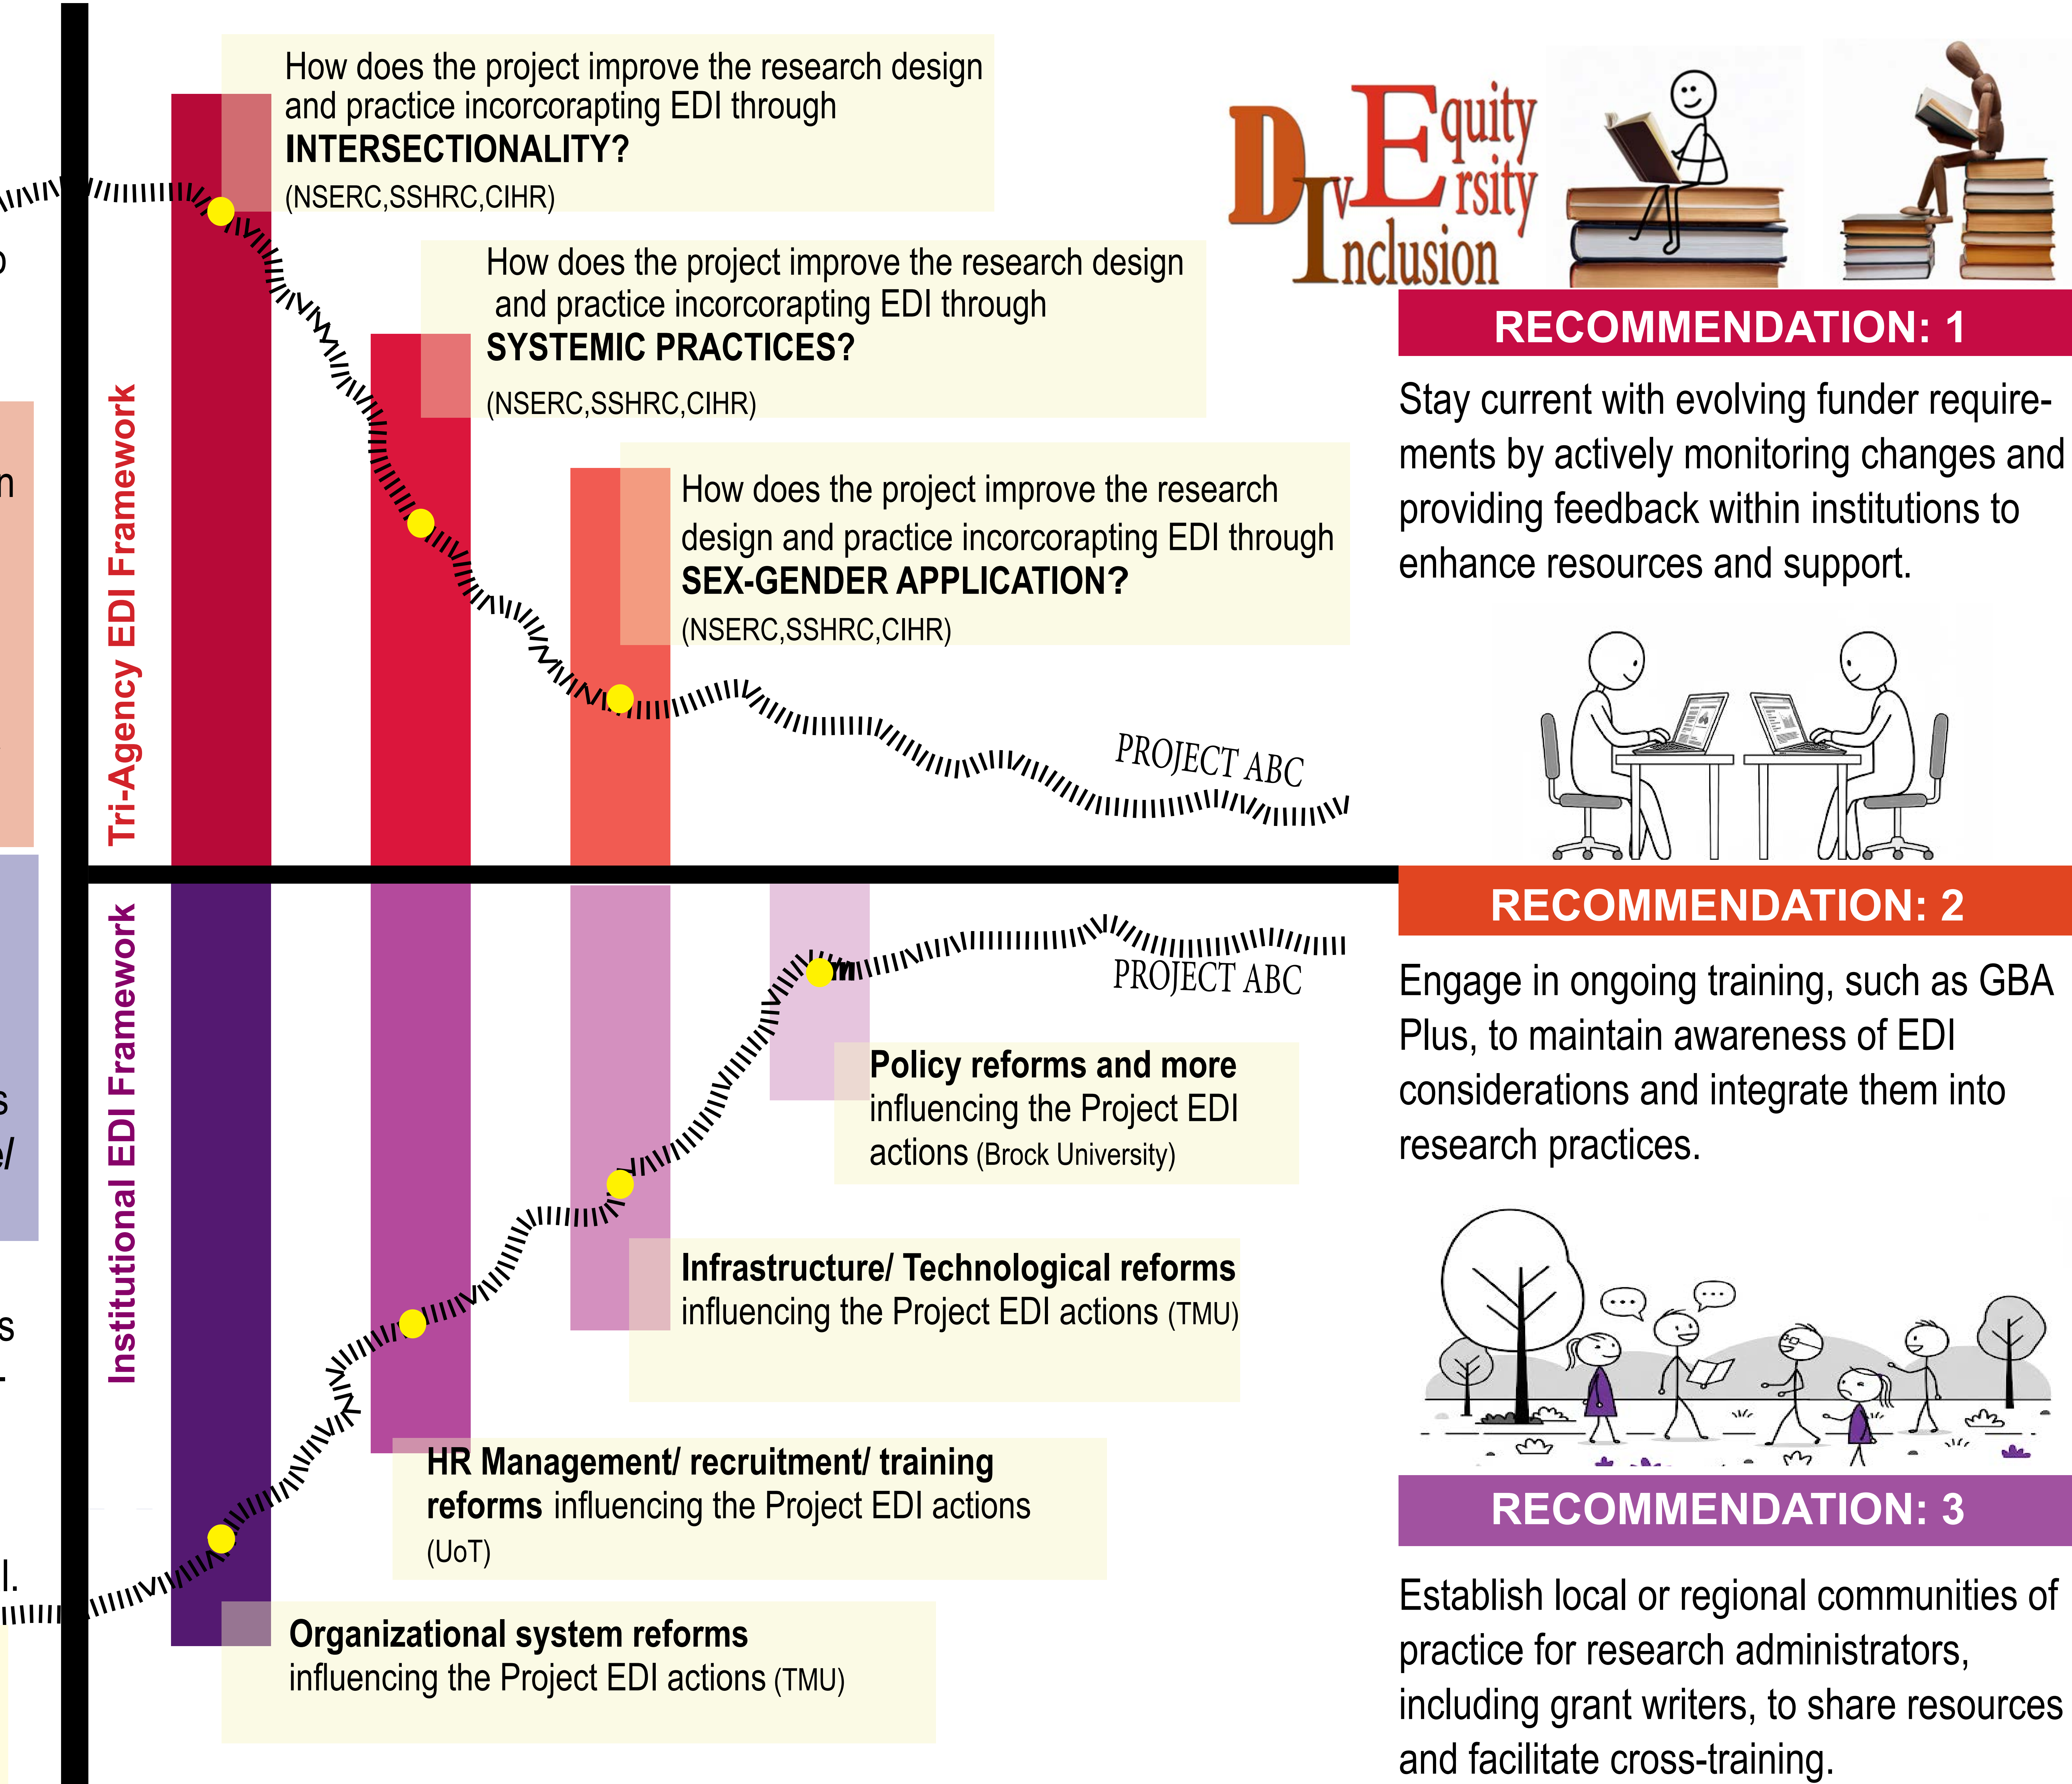 How does the project improve the research design
and practice incorcorapting EDI through
INTERSECTIONALITY?
(NSERC,SSHRC,CIHR)
How does the project improve the research design
and practice incorcorapting EDI through
SYSTEMIC PRACTICES?
(NSERC,SSHRC,CIHR)
How does the project improve the research
design and practice incorcorapting EDI through
SEX-GENDER APPLICATION?
(NSERC,SSHRC,CIHR)
Tri-Agency EDI Framework
PROJECT ABC
Institutional EDI Framework
PROJECT ABC
Policy reforms and more
influencing the Project EDI
actions (Brock University)
Infrastructure/ Technological reforms
influencing the Project EDI actions (TMU)
HR Management/ recruitment/ training
reforms influencing the Project EDI actions
(UoT)
Organizational system reforms
influencing the Project EDI actions (TMU)
Equity
DIvErsity
Inclusion
RECOMMENDATION: 1
Stay current with evolving funder require-
ments by actively monitoring changes and
providing feedback within institutions to
enhance resources and support.
RECOMMENDATION: 2
Engage in ongoing training, such as GBA
Plus, to maintain awareness of EDI
considerations and integrate them into
research practices.
RECOMMENDATION: 3
Establish local or regional communities of
practice for research administrators,
including grant writers, to share resources
and facilitate cross-training.